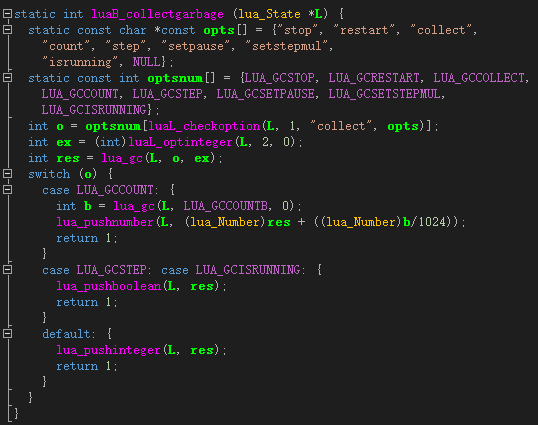 static int luaB_collectgarbage (lua_State *L) {
  static const char *const opts[] = {"stop", "restart", "collect",
    "count", "step", "setpause", "setstepmul",
    "isrunning", NULL};
  static const int optsnum[] = {LUA_GCSTOP, LUA_GCRESTART, LUA_GCCOLLECT,
    LUA_GCCOUNT, LUA_GCSTEP, LUA_GCSETPAUSE, LUA_GCSETSTEPMUL,
    LUA_GCISRUNNING};
  int o = optsnum[luaL_checkoption(L, 1, "collect", opts)];
  int ex = (int)luaL_optinteger(L, 2, 0);
  int res = lua_gc(L, o, ex);
  switch (o) {
    case LUA_GCCOUNT: {
      int b = lua_gc(L, LUA_GCCOUNTB, 0);
      lua_pushnumber(L, (lua_Number)res + ((lua_Number)b/1024));
      return 1;
    }
    case LUA_GCSTEP: case LUA_GCISRUNNING: {
      lua_pushboolean(L, res);
      return 1;
    }
    default: {
      lua_pushinteger(L, res);
      return 1;
    }
  }
}